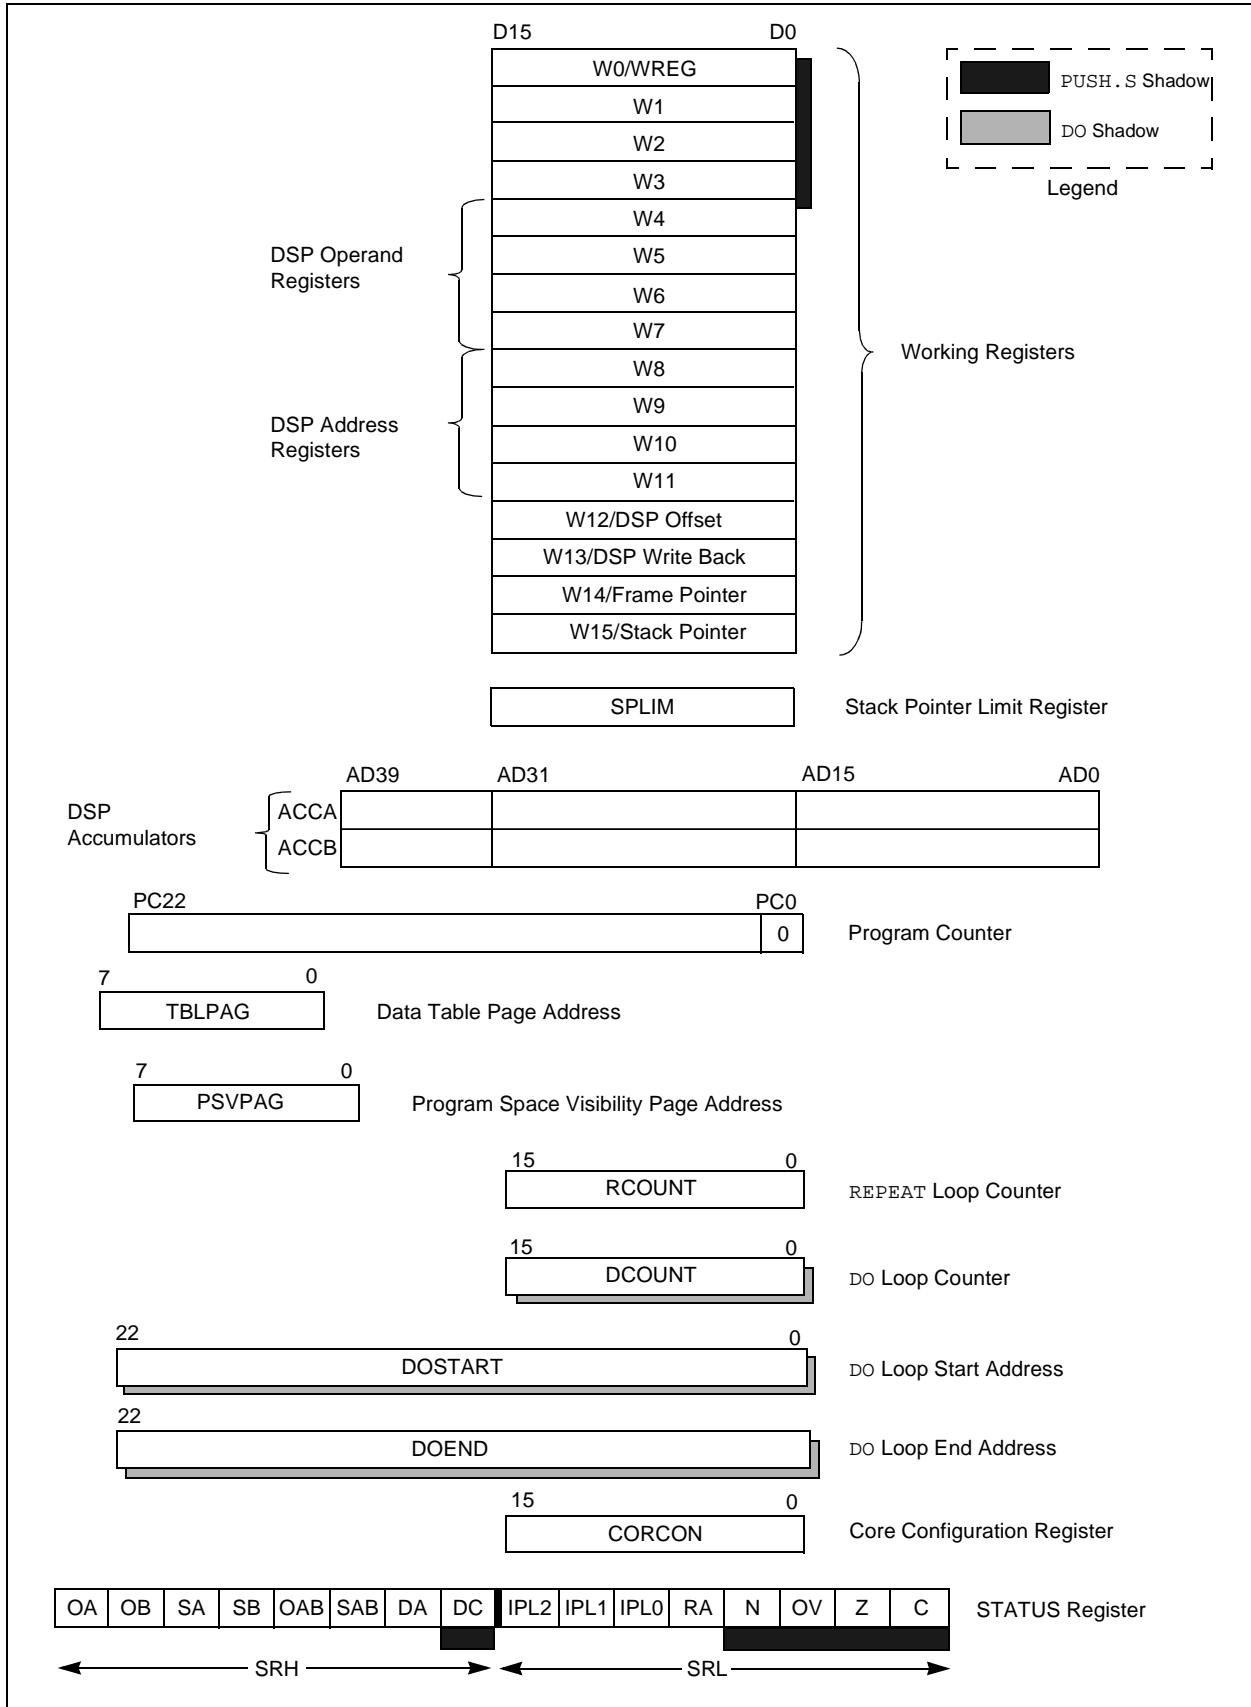 D15 D0
W0/WREG
PUSH.S Shadow
W1
DO Shadow
W2
W3
Legend
W4
DSP Operand
Registers
W5
W6
W7
Working Registers
W8
W9
DSP Address
Registers
W10
W11
W12/DSP Offset
W13/DSP Write Back
W14/Frame Pointer
W15/Stack Pointer
SPLIM Stack Pointer Limit Register
AD39 AD31 AD15 AD0
DSP
Accumulators
ACCA
ACCB
PC22 PC0
0 Program Counter
7 0
TBLPAG Data Table Page Address
7 0
PSVPAG Program Space Visibility Page Address
15 0
RCOUNT REPEAT Loop Counter
15 0
DCOUNT DO Loop Counter
22 0
DOSTART DO Loop Start Address
22
DOEND DO Loop End Address
15 0
CORCON Core Configuration Register
OA OB SA SB OAB SAB DA DC IPL2 IPL1 IPL0 RA N OV Z C STATUS Register
SRH SRL